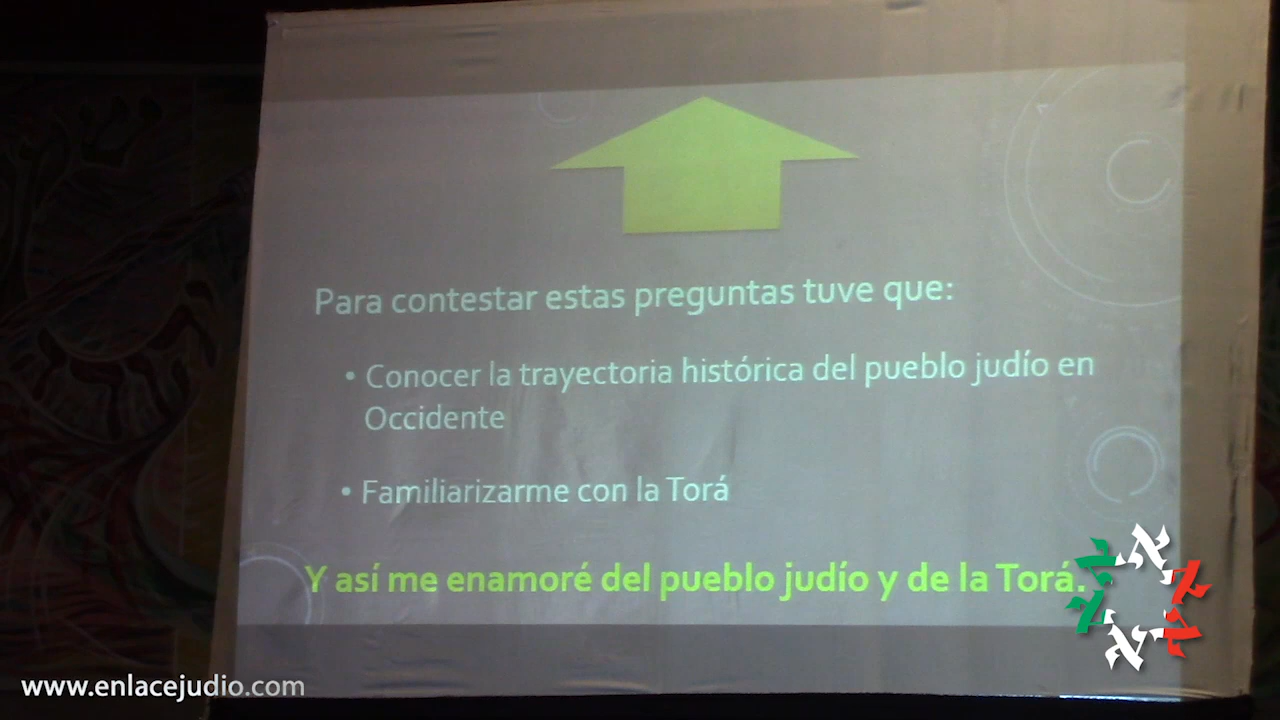 Para contestar estas preguntas tuve que:
• Conocer la trayectoria histórica del pueblo judío en
Occidente
• Familiarizarme con la Torá
Y así me enamoré del pueblo judío y de la Torá.
www.enlacejudio.com